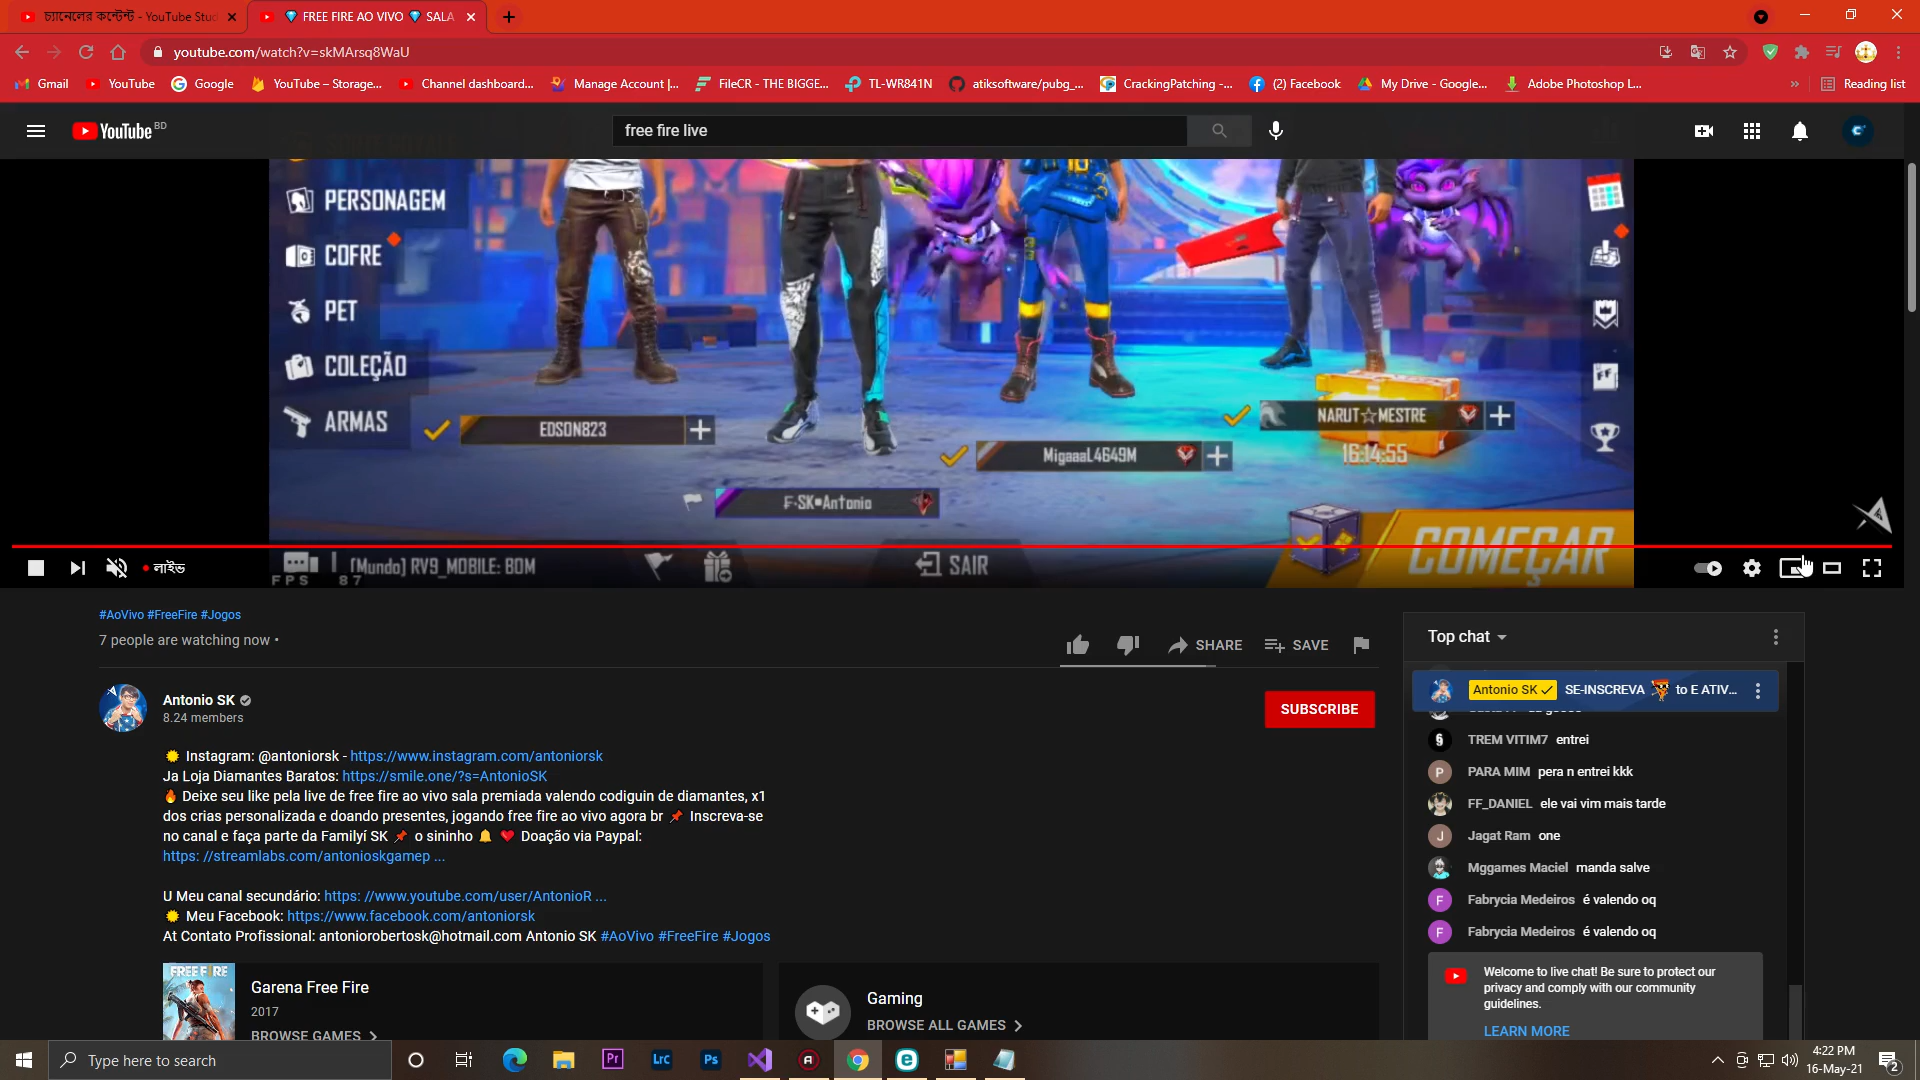 চ্যানেলের কন্টেন্ট - YouTube Stud
FREE FIRE AO VIVO 💎 SALA
youtube.com/watch?v=skMArsq8WaU
Gmail
YouTube
Google
YouTube – Storage...
Channel dashboard...
Manage Account |...
FileCR - THE BIGGE...
TL-WR841N
atiksoftware/pubg_...
CrackingPatching -...
(2) Facebook
My Drive - Google...
Adobe Photoshop L...
»
Reading list
YouTube BD
free fire live
PERSONAGEM
COFRE
PET
COLEÇÃO
ARMAS
EDSON823
NARUT☆MESTRE
MigaaaL4649M
16:14:55
F-SK■Antonio
COMEÇAR
[Mundo] RV9_MOBILE: BOM
SAIR
FPS 87
লাইভ
#AoVivo #FreeFire #Jogos
7 people are watching now •
SHARE
SAVE
Antonio SK
8.24 members
SUBSCRIBE
Instagram: @antoniorsk - https://www.instagram.com/antoniorsk
Ja Loja Diamantes Baratos: https://smile.one/?s=AntonioSK
🔥 Deixe seu like pela live de free fire ao vivo sala premiada valendo codiguin de diamantes, x1
dos crias personalizada e doando presentes, jogando free fire ao vivo agora br 📌 Inscreva-se
no canal e faça parte da Familyí SK 📌 o sininho 🔔 ❤ Doação via Paypal:
https: //streamlabs.com/antonioskgamep ...
U Meu canal secundário: https: //www.youtube.com/user/AntonioR ...
Meu Facebook: https://www.facebook.com/antoniorsk
At Contato Profissional: antoniorobertosk@hotmail.com Antonio SK #AoVivo #FreeFire #Jogos
FREE FIRE
Garena Free Fire
2017
BROWSE GAMES
Gaming
BROWSE ALL GAMES
Top chat
Antonio SK ✓ SE-INSCREVA to E ATIV...
TREM VITIM7 entrei
PARA MIM pera n entrei kkk
FF_DANIEL ele vai vim mais tarde
Jagat Ram one
Mggames Maciel manda salve
Fabrycia Medeiros é valendo oq
Fabrycia Medeiros é valendo oq
Welcome to live chat! Be sure to protect our
privacy and comply with our community
guidelines.
LEARN MORE
Type here to search
Pr
Lrc
Ps
4:22 PM
16-May-21
2